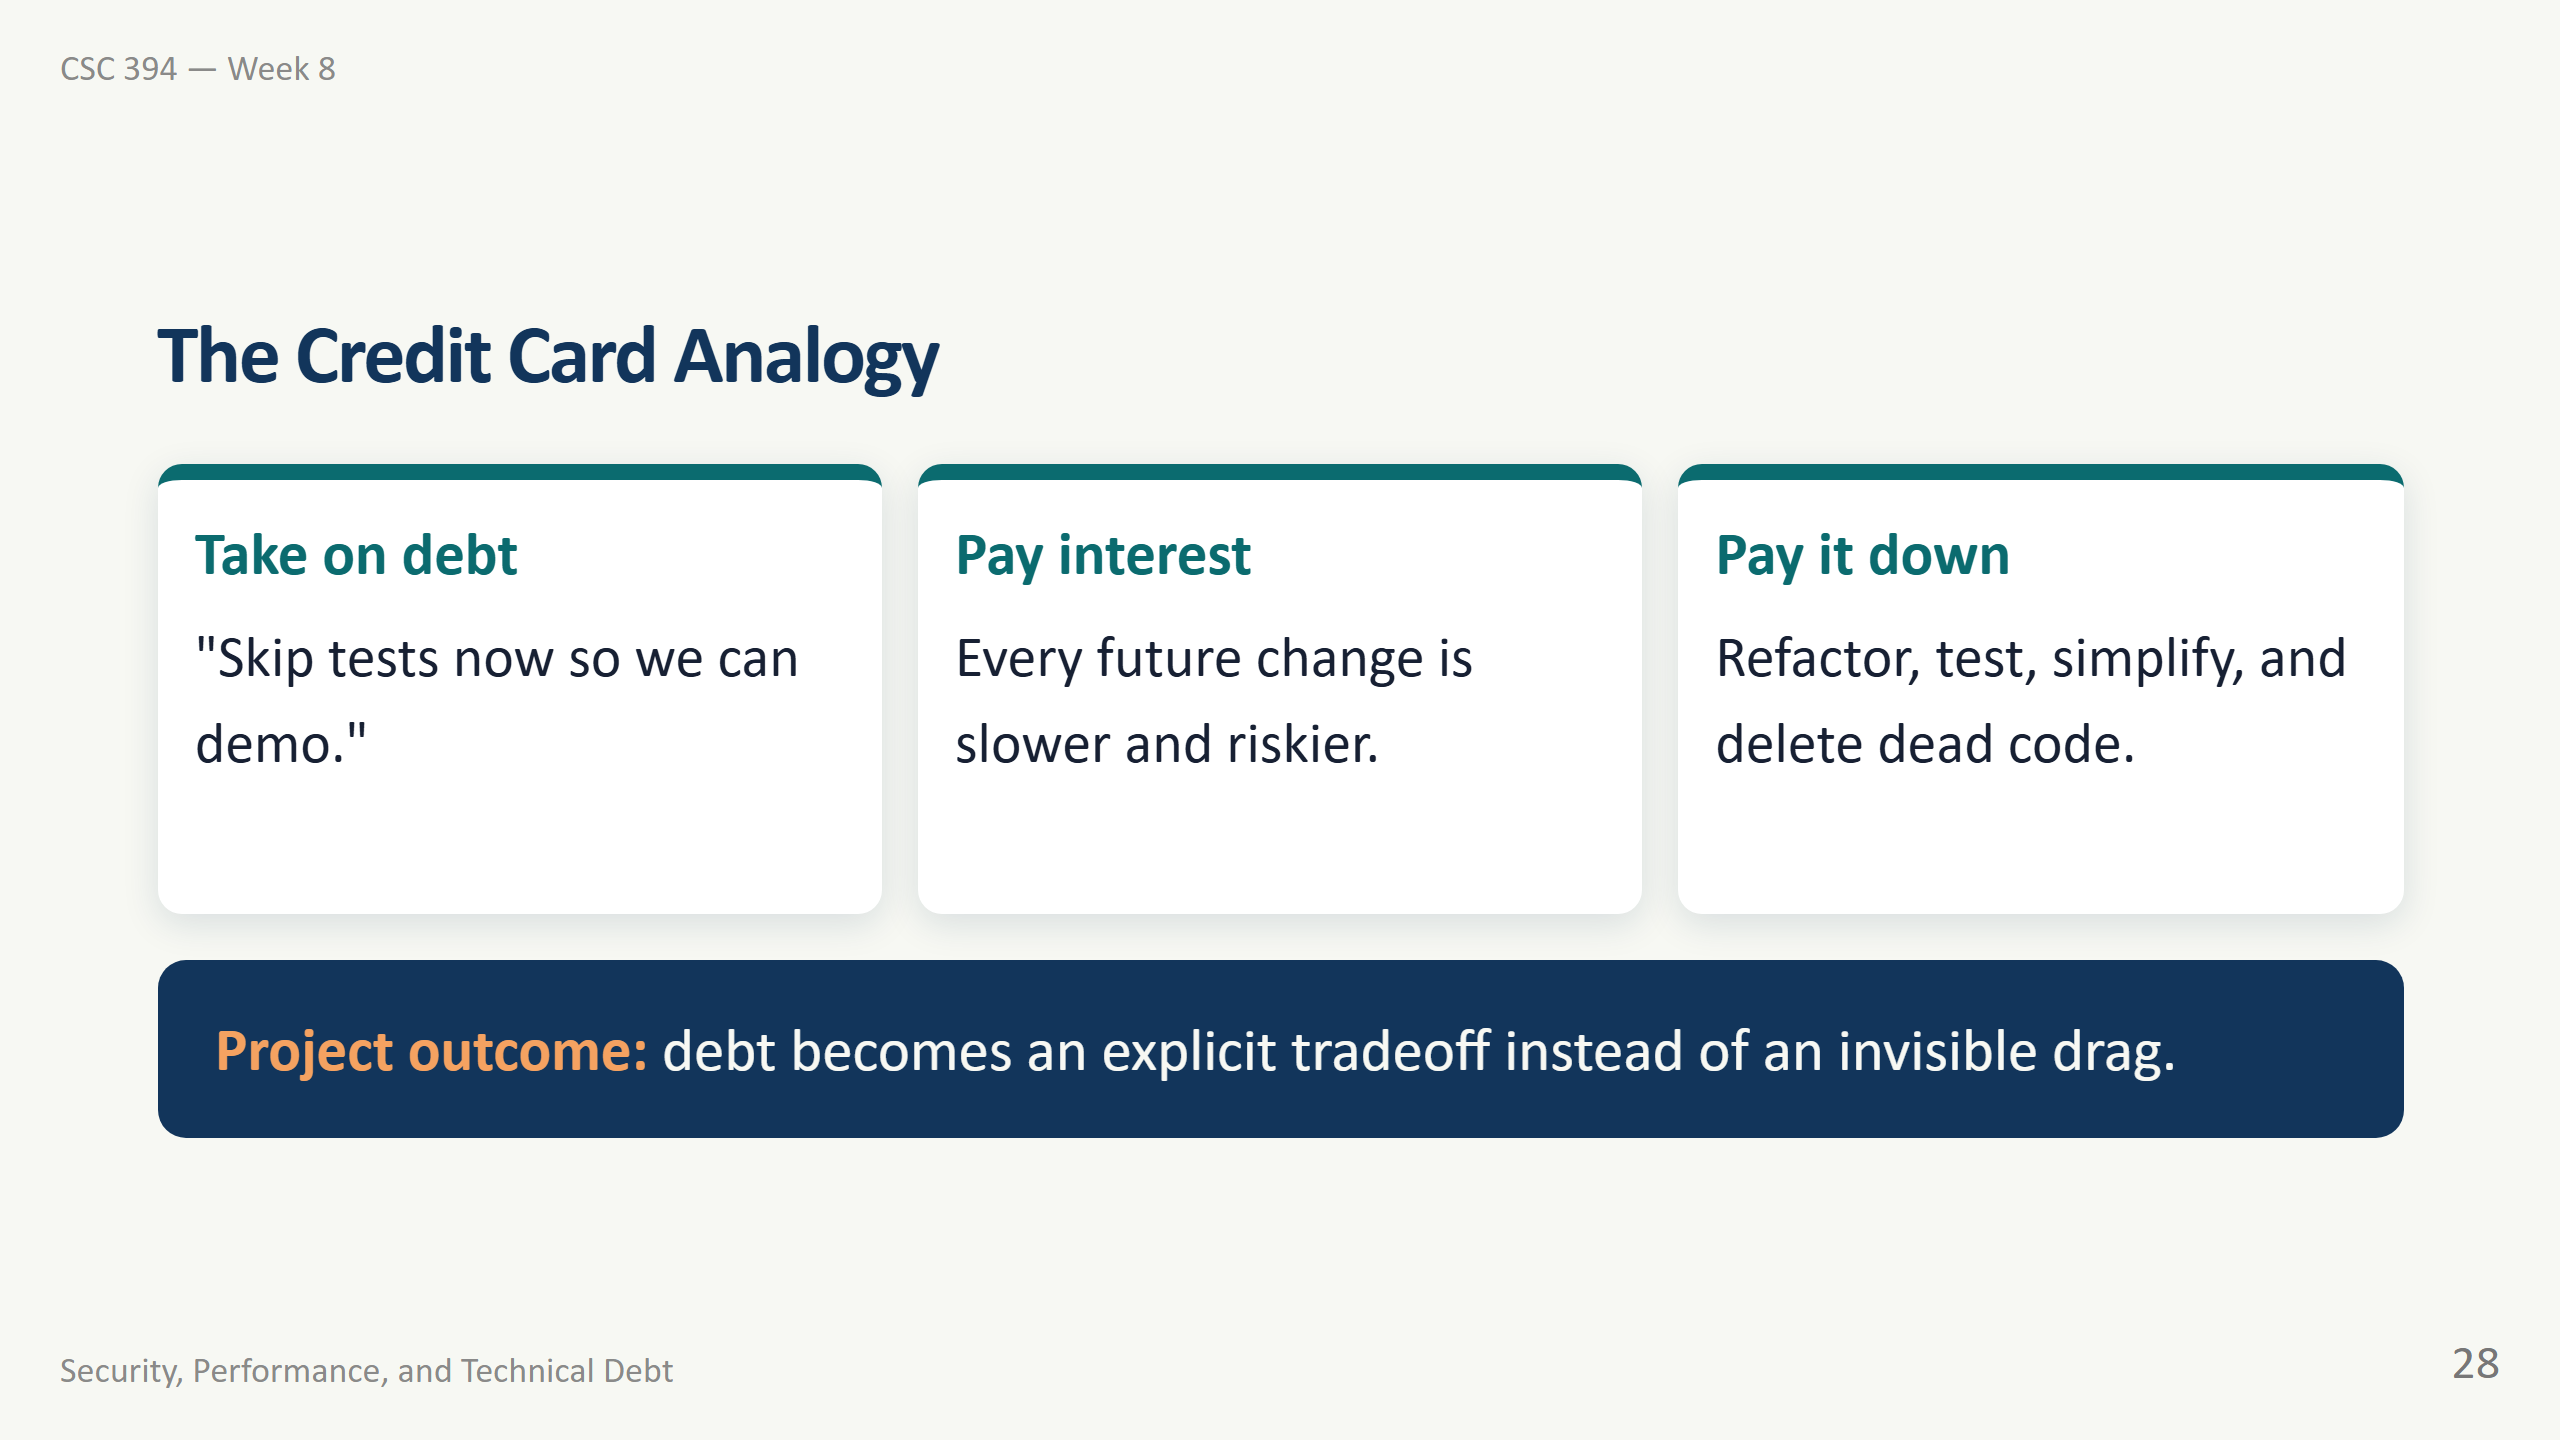 CSC 394 — Week 8
The Credit Card Analogy
Take on debt
"Skip tests now so we can
demo."
Pay interest
Every future change is
slower and riskier.
Pay it down
Refactor, test, simplify, and
delete dead code.
Project outcome: debt becomes an explicit tradeoff instead of an invisible drag.
Security, Performance, and Technical Debt
28